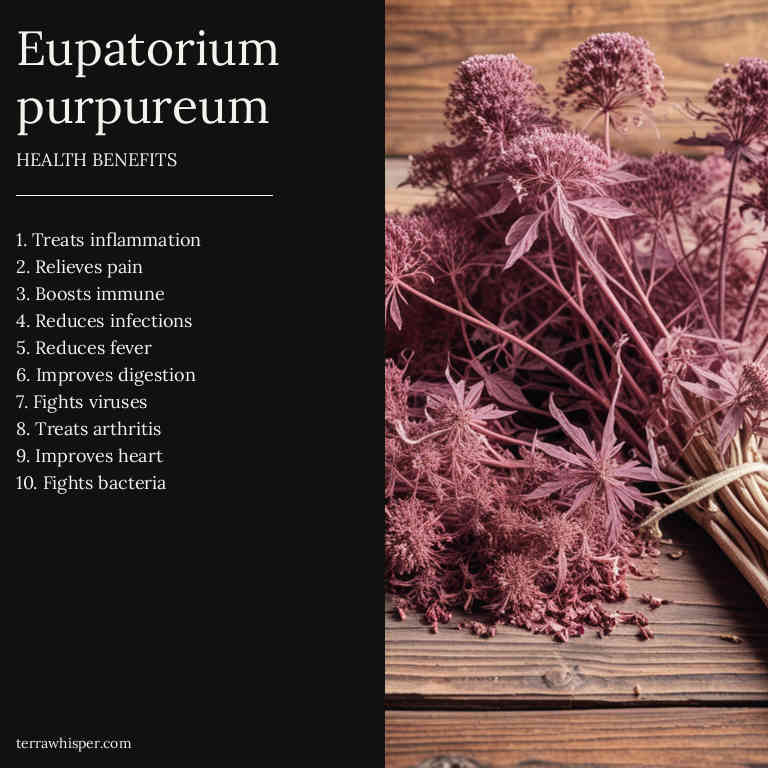 Eupatorium
purpureum
HEALTH BENEFITS
1. Treats inflammation
2. Relieves pain
3. Boosts immune
4. Reduces infections
5. Reduces fever
6. Improves digestion
7. Fights viruses
8. Treats arthritis
9. Improves heart
10. Fights bacteria
terrawhisper.com